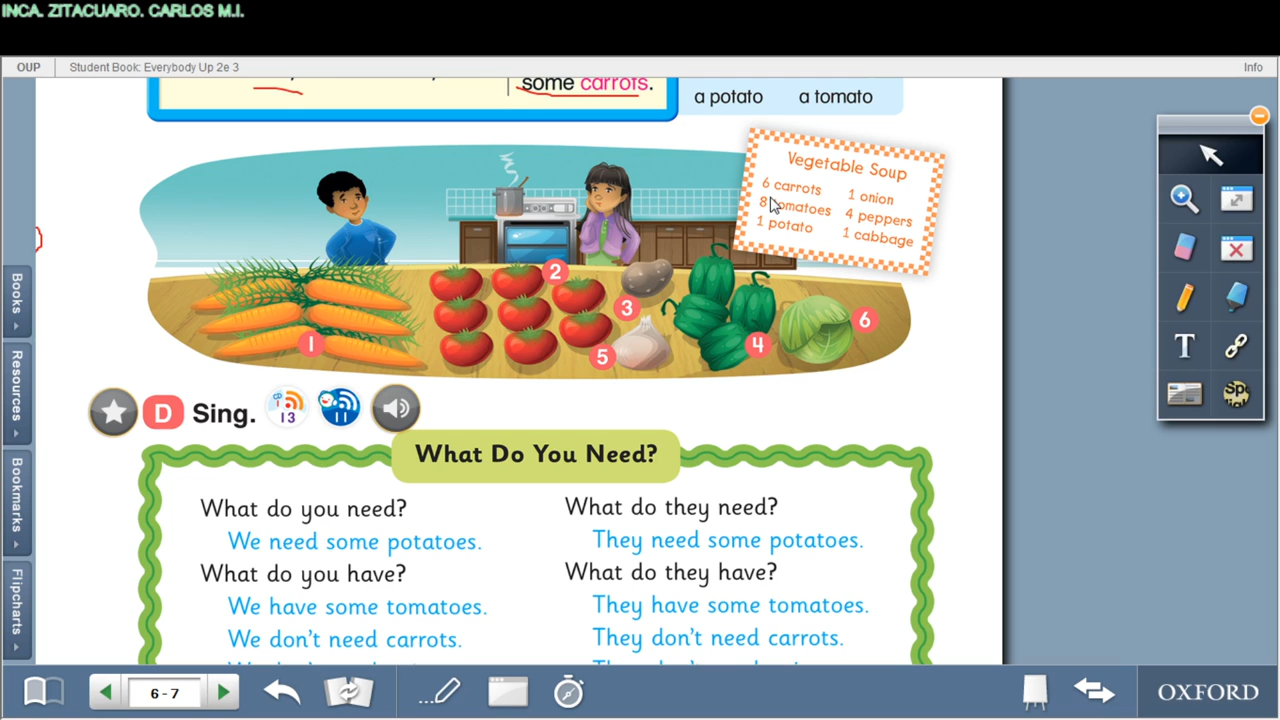 INCA. ZITACUARO. CARLOS M.I.
OUP
Student Book: Everybody Up 2e 3
Info
some carrots.
a potato a tomato
Vegetable Soup
6 carrots 1 onion
8 tomatoes 4 peppers
1 potato 1 cabbage
1
2
3
4
5
6
D Sing. 13 11
What Do You Need?
What do you need?
We need some potatoes.
What do you have?
We have some tomatoes.
We don't need carrots.
What do they need?
They need some potatoes.
What do they have?
They have some tomatoes.
They don't need carrots.
Books
Resources
Bookmarks
Flipcharts
T
6 - 7
OXFORD